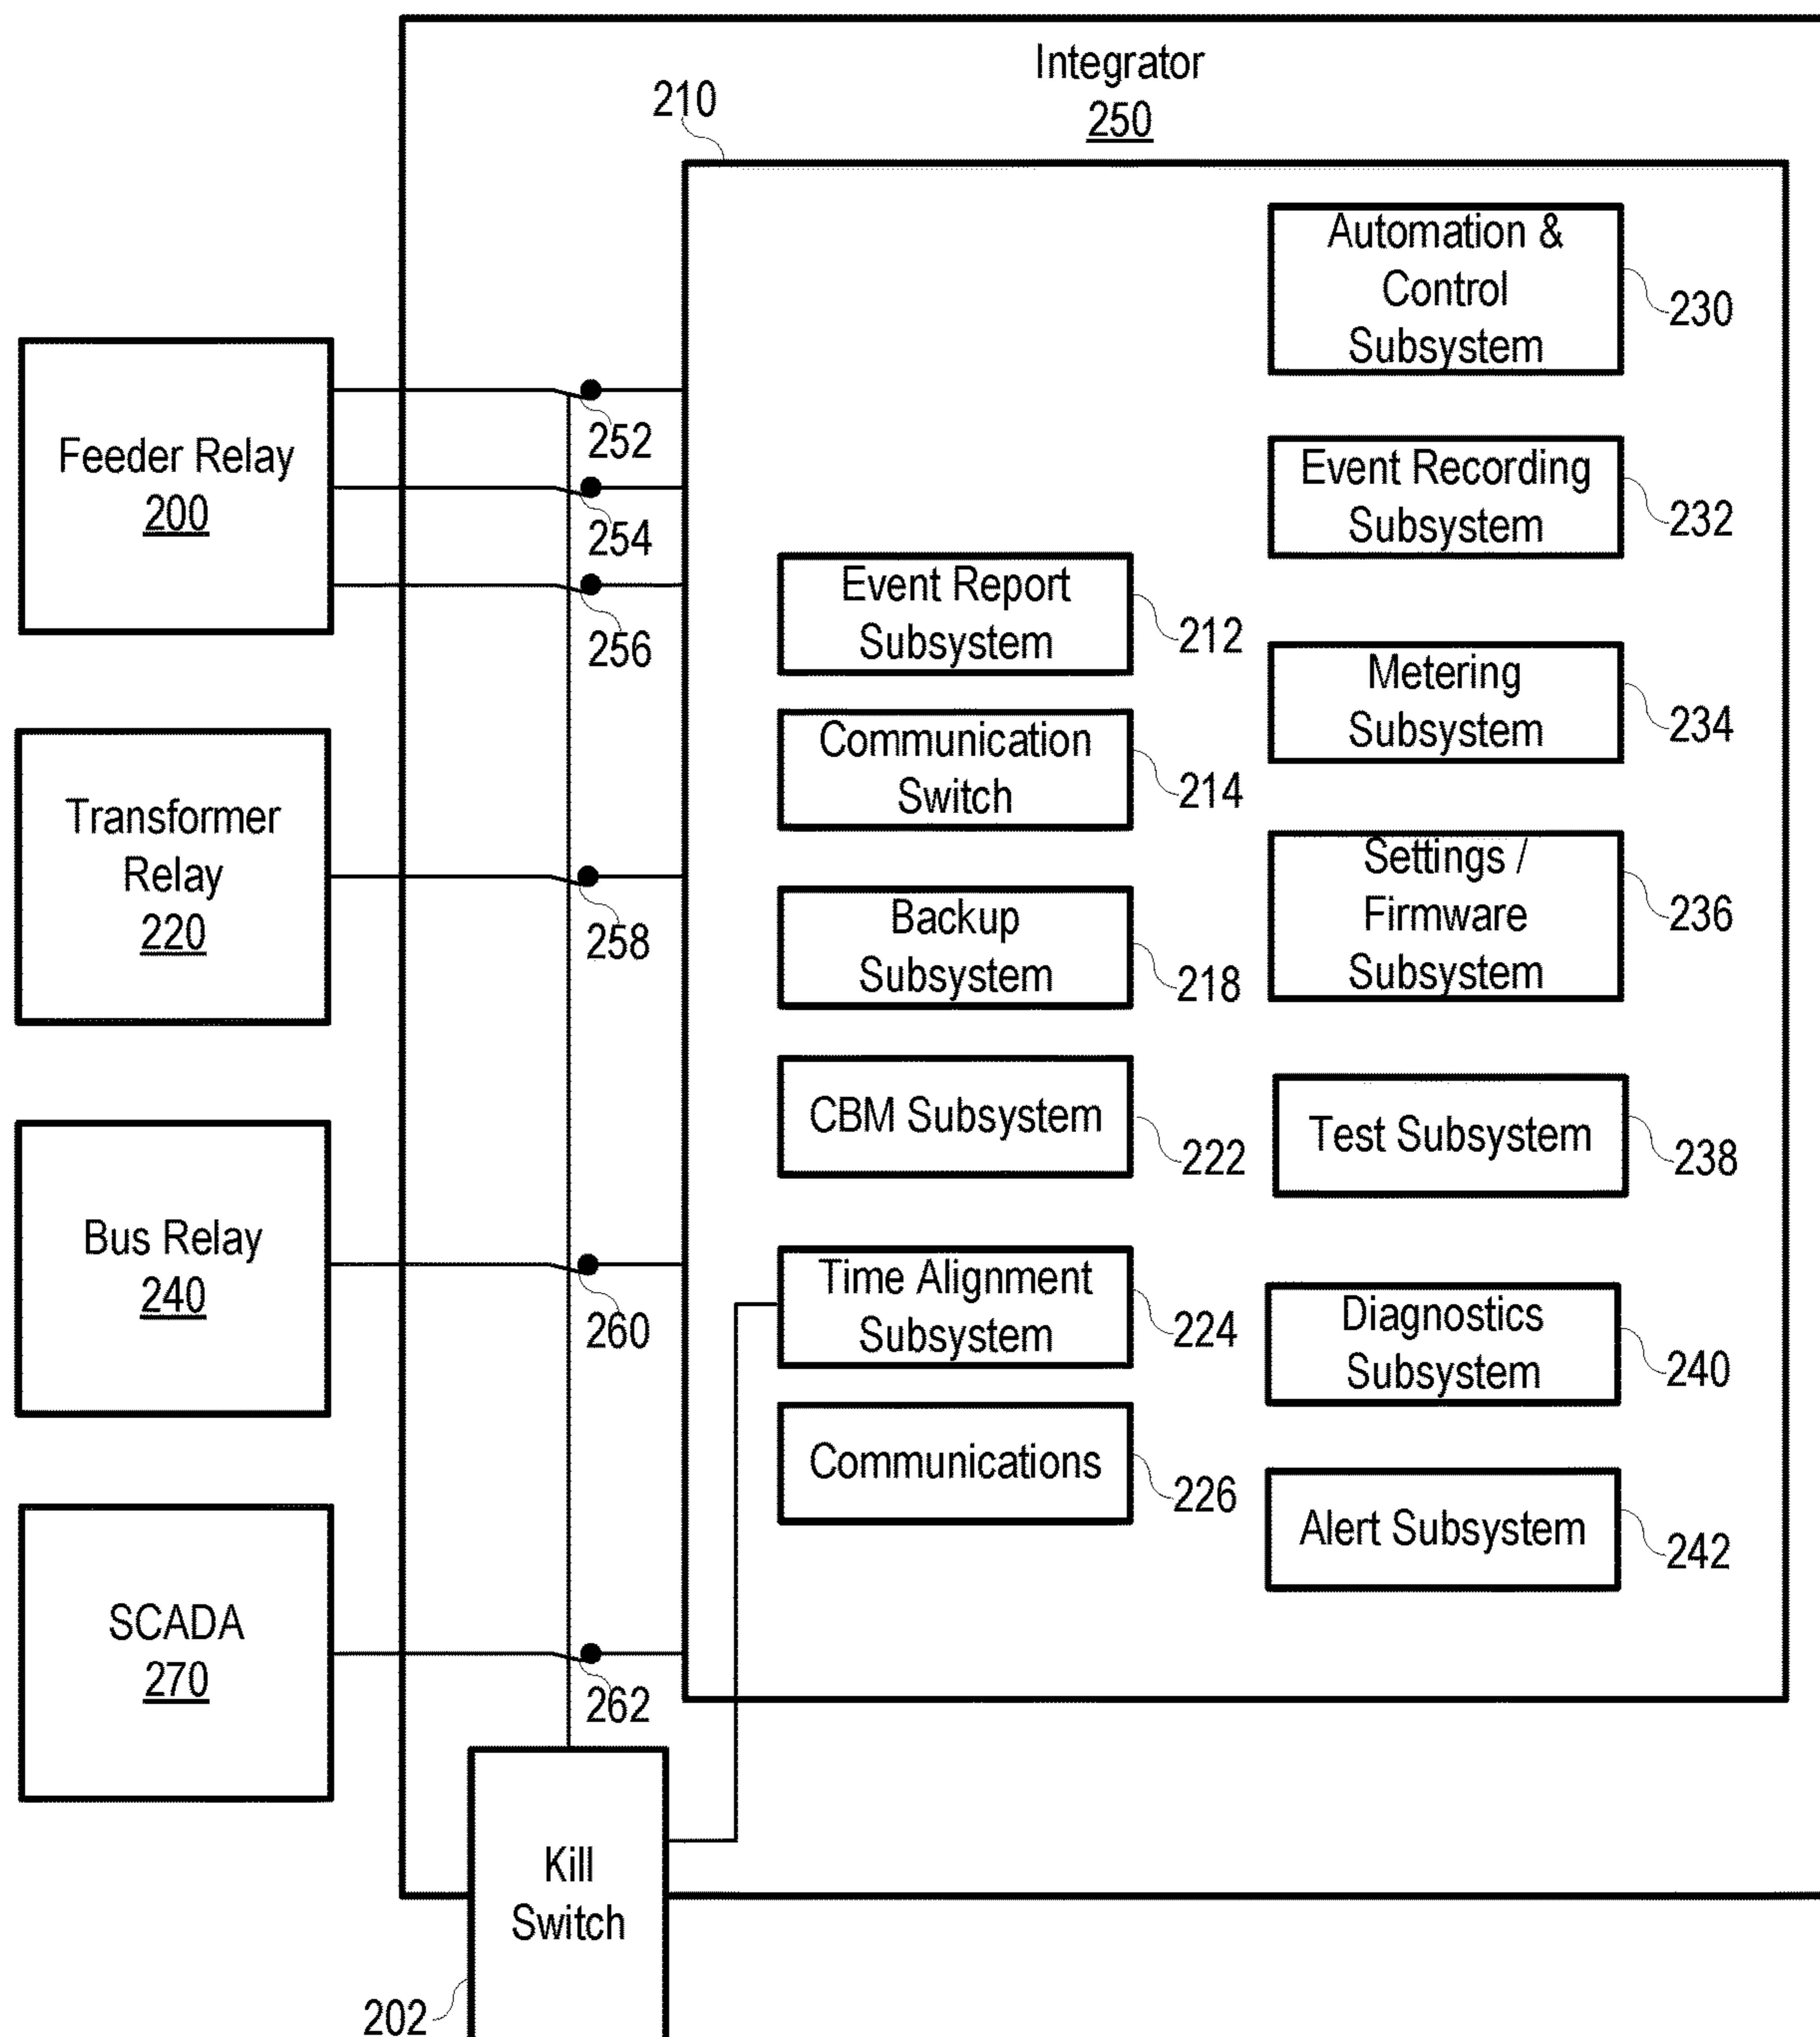 Integrator
250
210
Automation &
Control
Subsystem
230
Feeder Relay
200
252
254
256
Event Recording
Subsystem
232
Event Report
Subsystem
212
Metering
Subsystem
234
Communication
Switch
214
Transformer
Relay
220
258
Settings /
Firmware
Subsystem
236
Backup
Subsystem
218
CBM Subsystem
222
Test Subsystem
238
Bus Relay
240
260
Time Alignment
Subsystem
224
Diagnostics
Subsystem
240
Communications
226
Alert Subsystem
242
SCADA
270
262
Kill
Switch
202